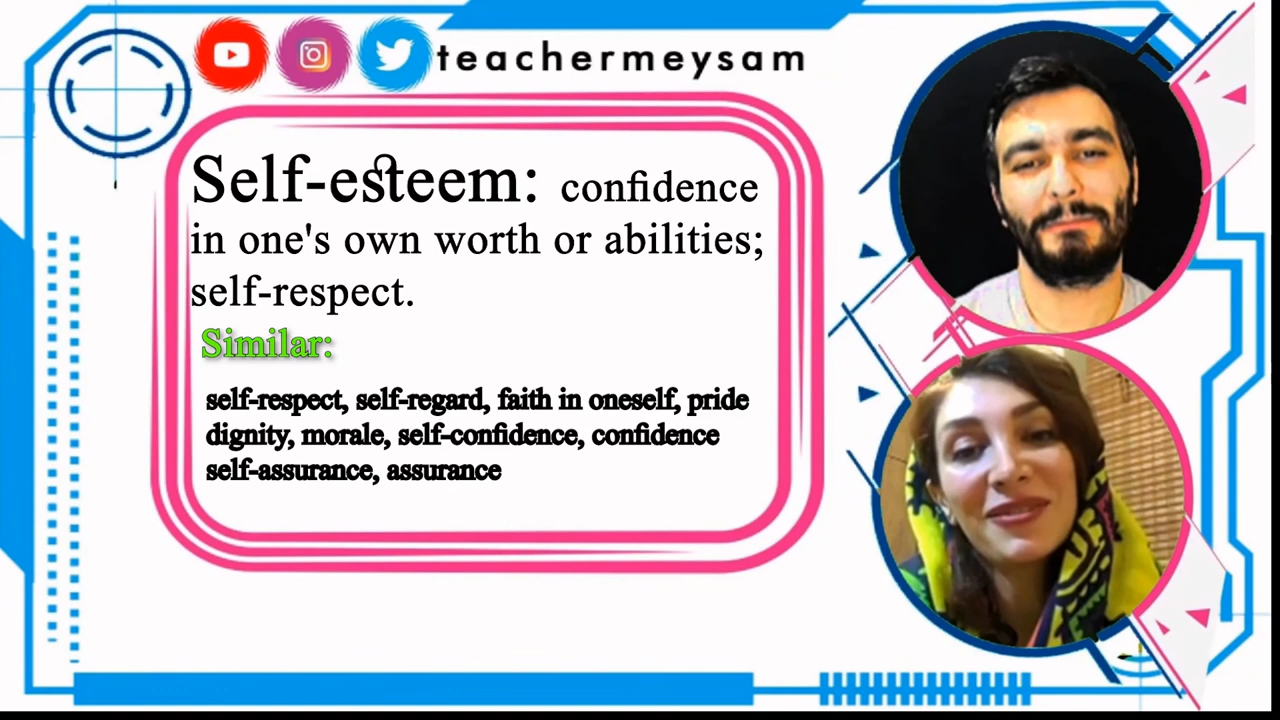 teachermeysam
Self-esteem: confidence
in one's own worth or abilities;
self-respect.
Similar:
self-respect, self-regard, faith in oneself, pride
dignity, morale, self-confidence, confidence
self-assurance, assurance